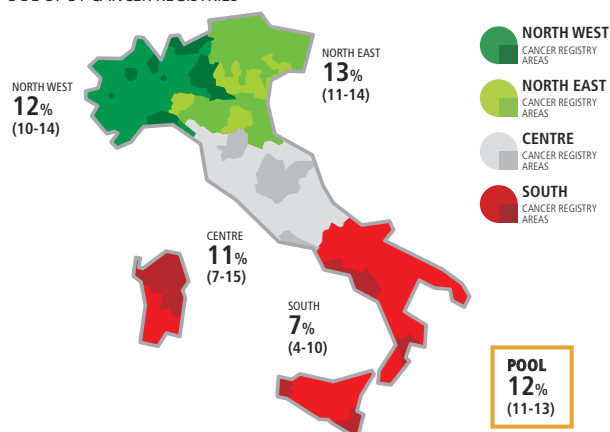 NORTH EAST
13%
(11-14)
NORTH WEST
12%
(10-14)
CENTRE
11%
(7-15)
SOUTH
7%
(4-10)
NORTH WEST
CANCER REGISTRY
AREAS
NORTH EAST
CANCER REGISTRY
AREAS
CENTRE
CANCER REGISTRY
AREAS
SOUTH
CANCER REGISTRY
AREAS
POOL
12%
(11-13)